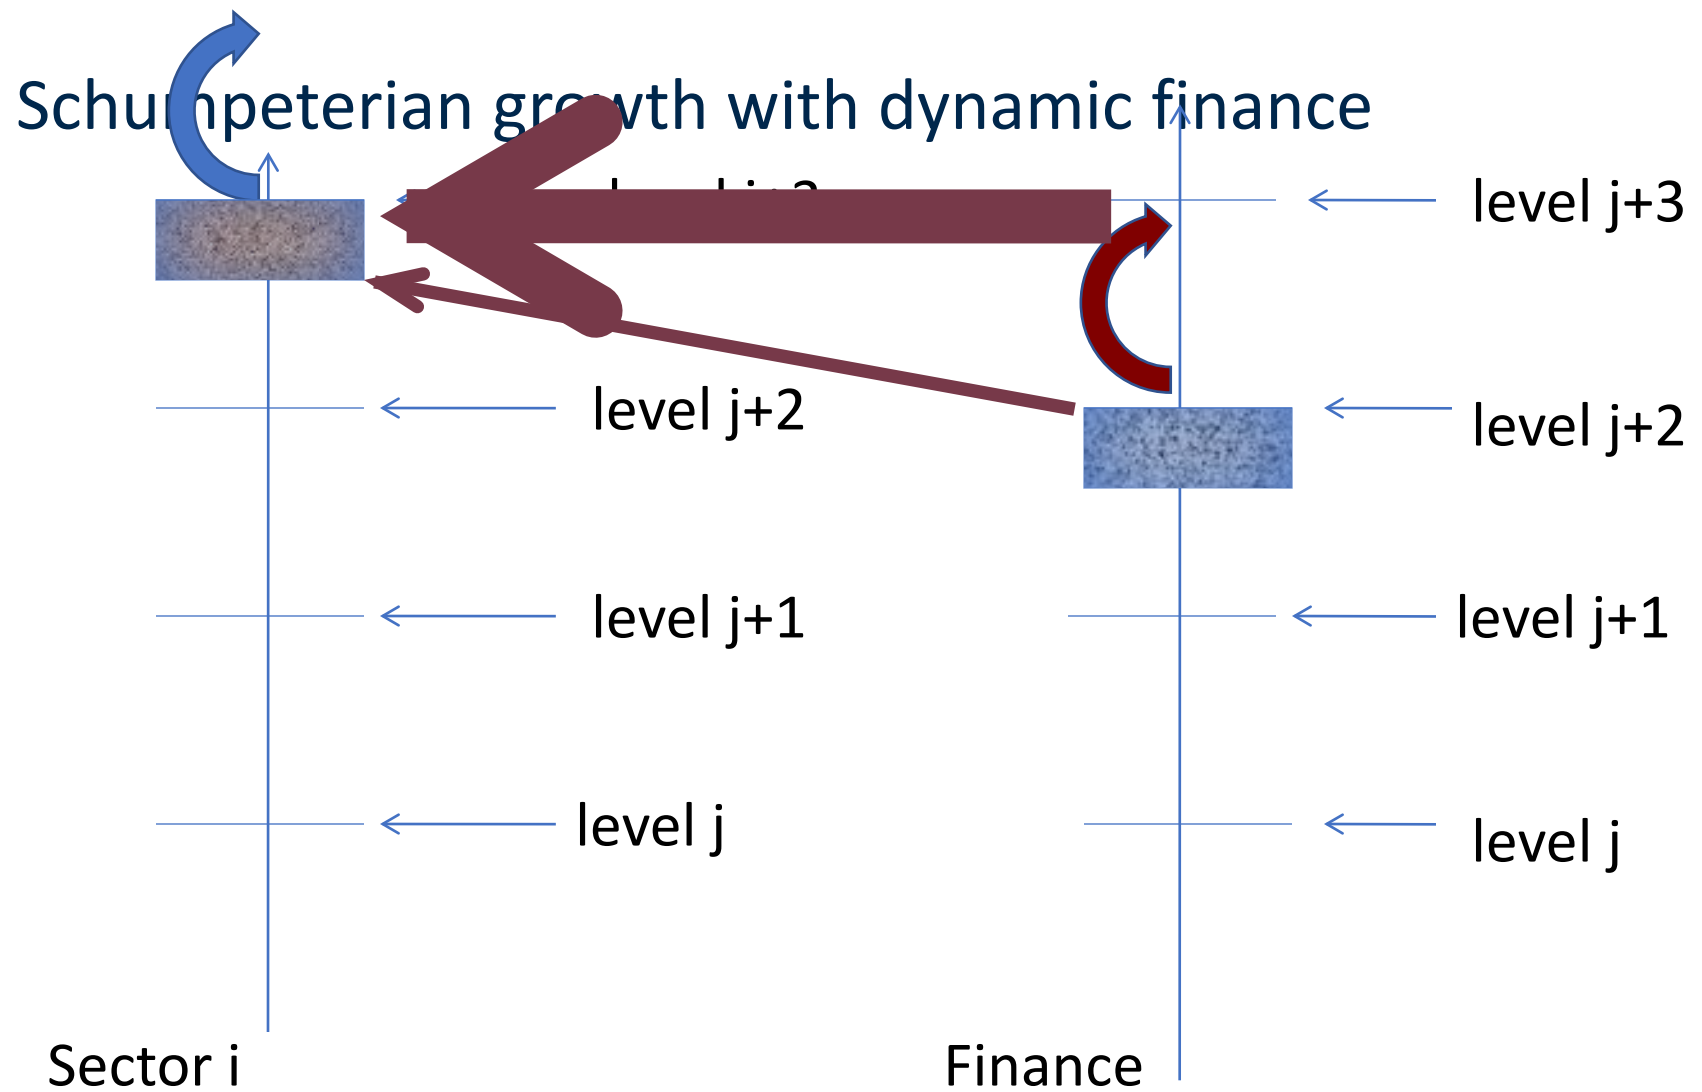 Schumpeterian growth with dynamic finance
level j+3
level j+2
level j+2
level j+1
level j+1
level j
level j
Sector i
Finance